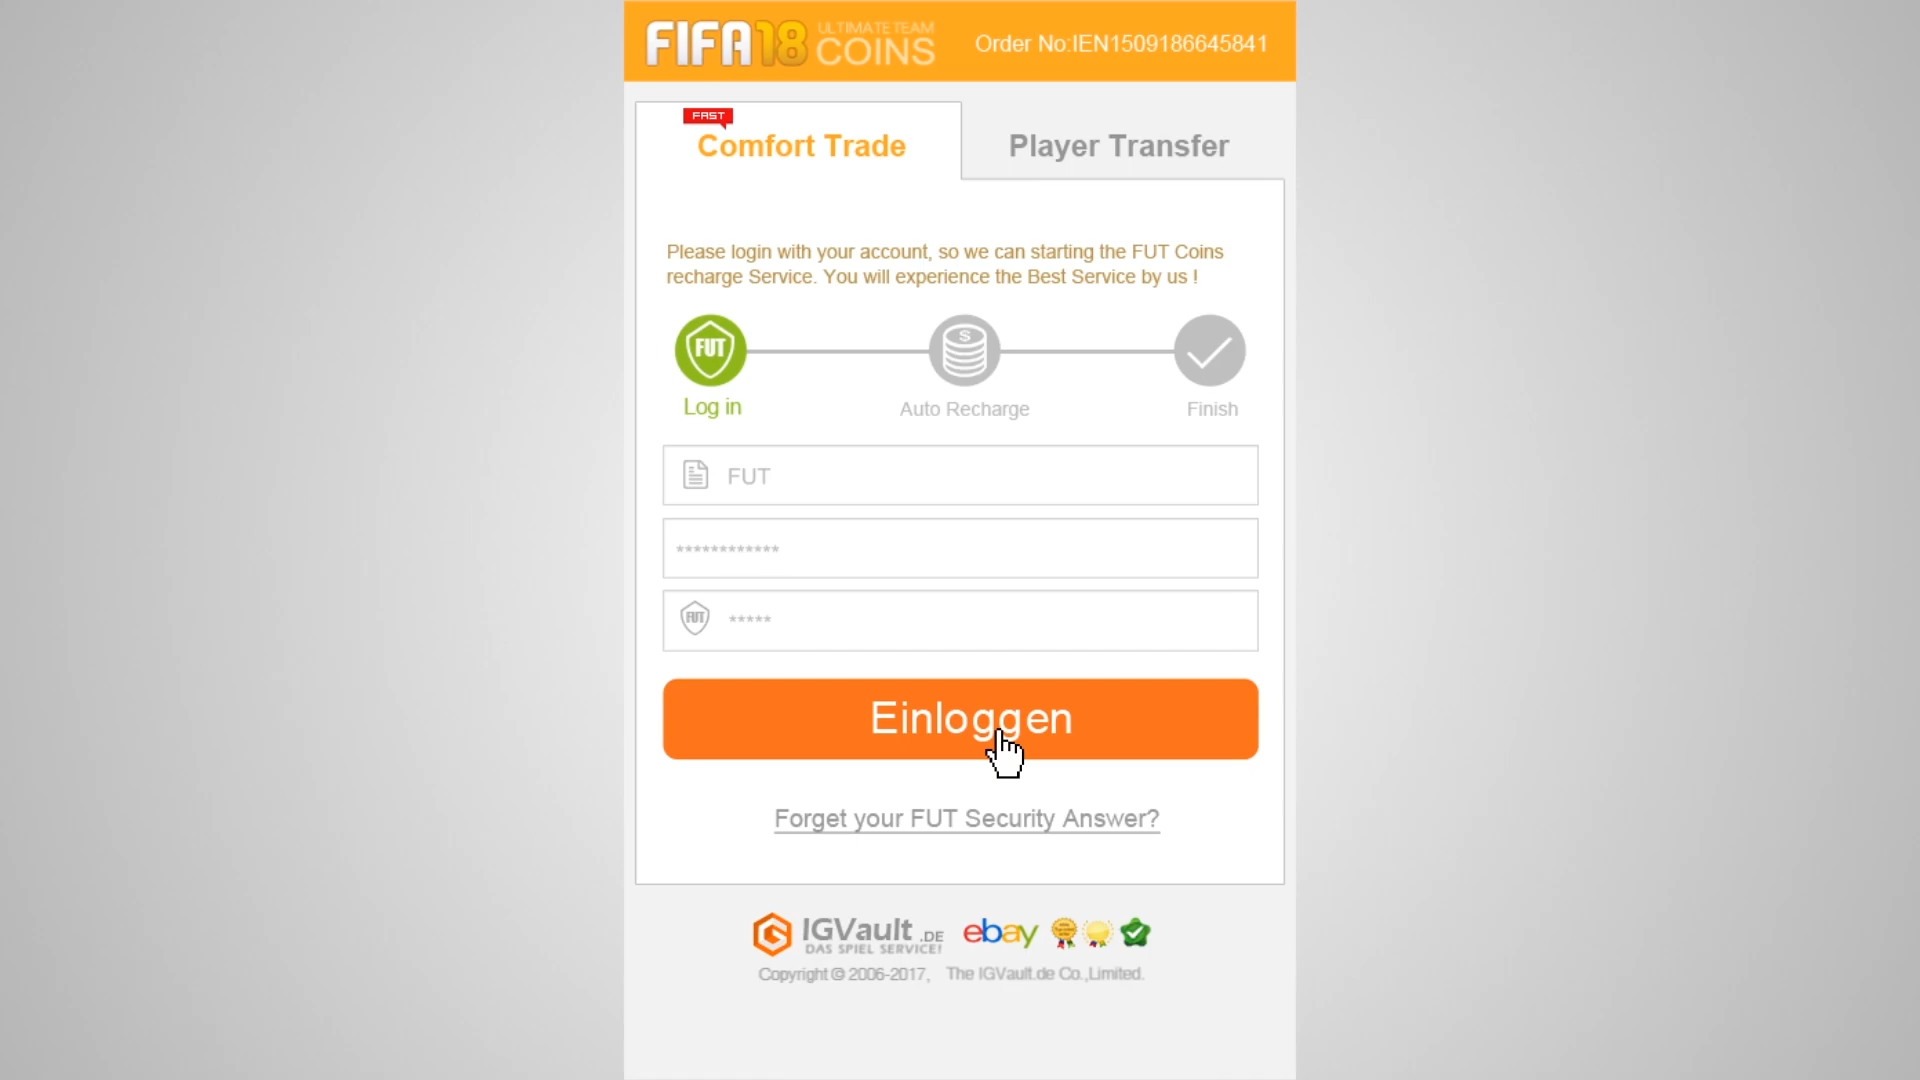 FIFA 18 ULTIMATE TEAM COINS
Order No:IEN1509186645841
FAST
Comfort Trade
Player Transfer
Please login with your account, so we can starting the FUT Coins
recharge Service. You will experience the Best Service by us !
FUT
Log in
Auto Recharge
Finish
FUT
************
FUT
*****
Einloggen
Forget your FUT Security Answer?
IGVault .DE
DAS SPIEL SERVICE!
ebay
Copyright © 2006-2017, The IGVault.de Co.,Limited.